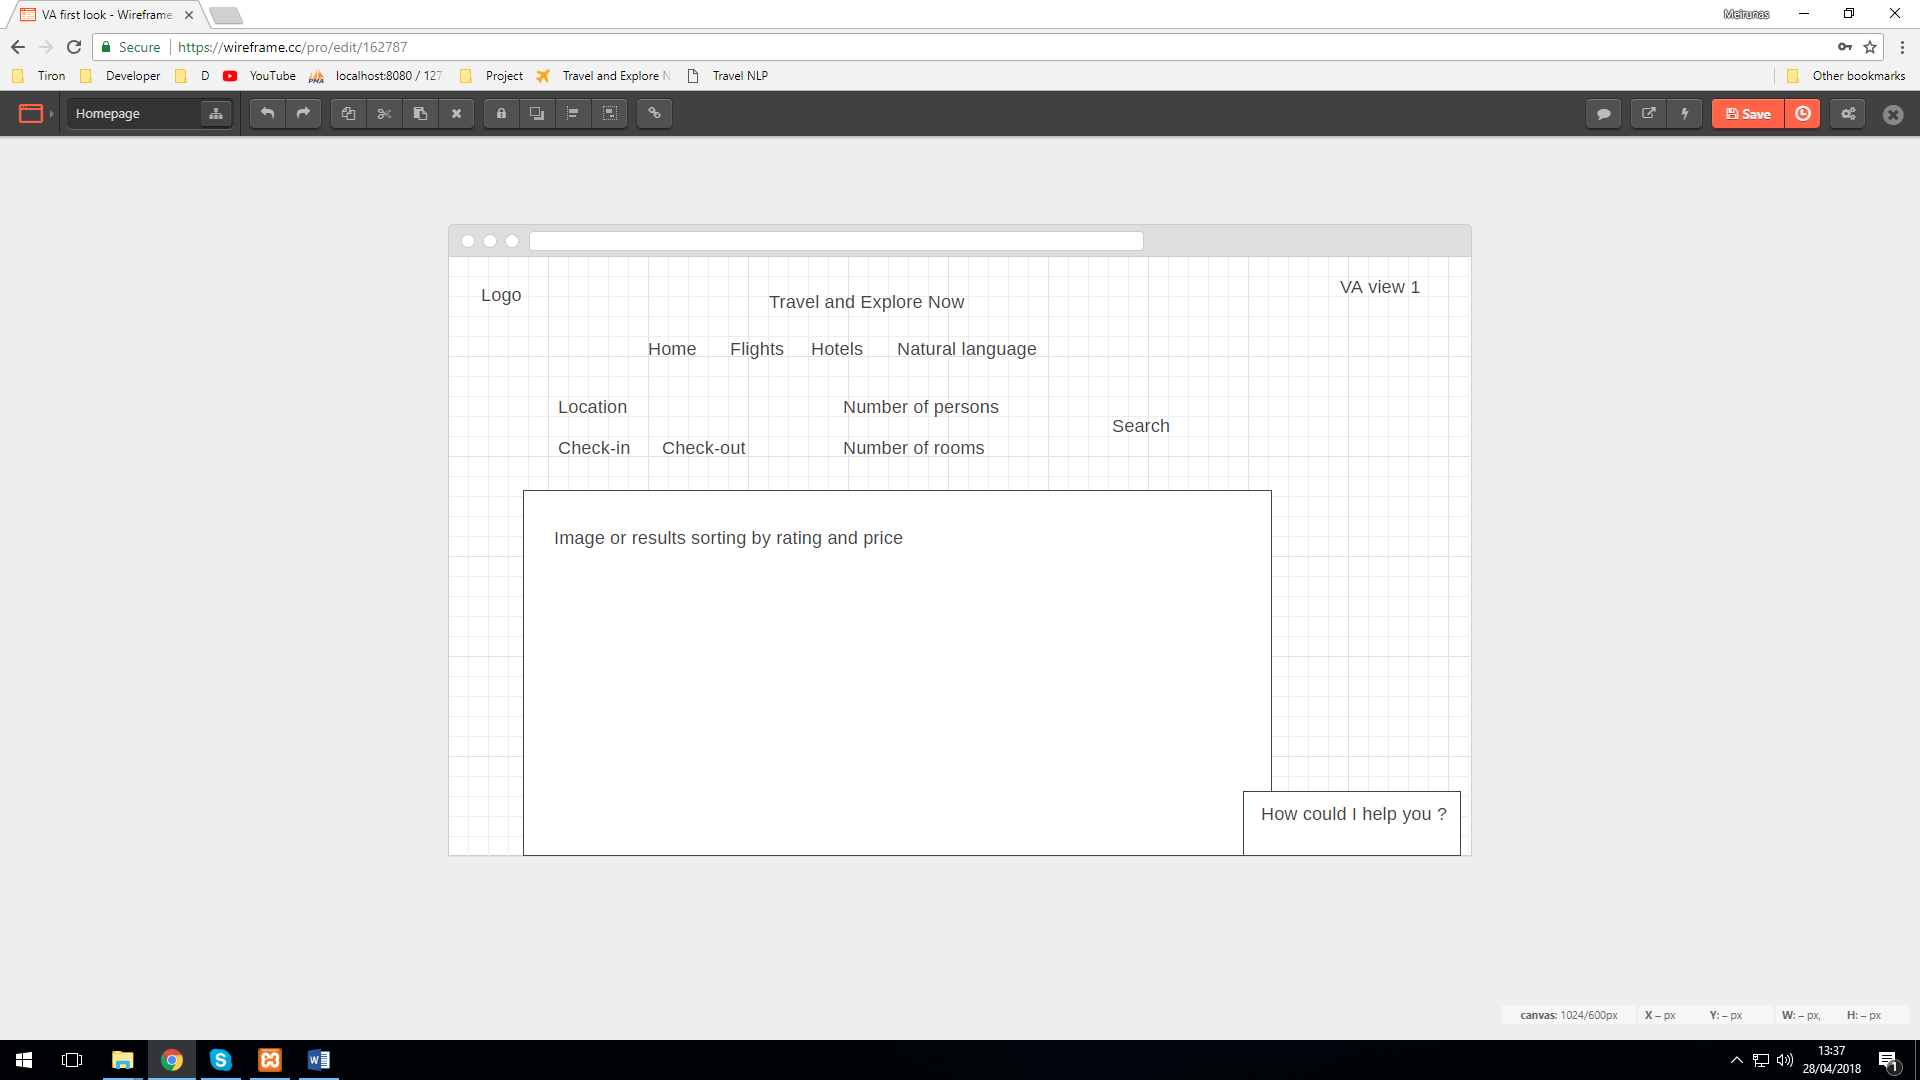 VA first look - Wireframe
Meirunas
Secure https://wireframe.cc/pro/edit/162787
Tiron Developer D YouTube localhost:8080 / 127. Project Travel and Explore N Travel NLP Other bookmarks
Homepage Save
Logo Travel and Explore Now VA view 1
Home Flights Hotels Natural language
Location Number of persons
Search
Check-in Check-out Number of rooms
Image or results sorting by rating and price
How could I help you ?
canvas: 1024/600px X – px Y: – px W: – px, H: – px
13:37
28/04/2018
1